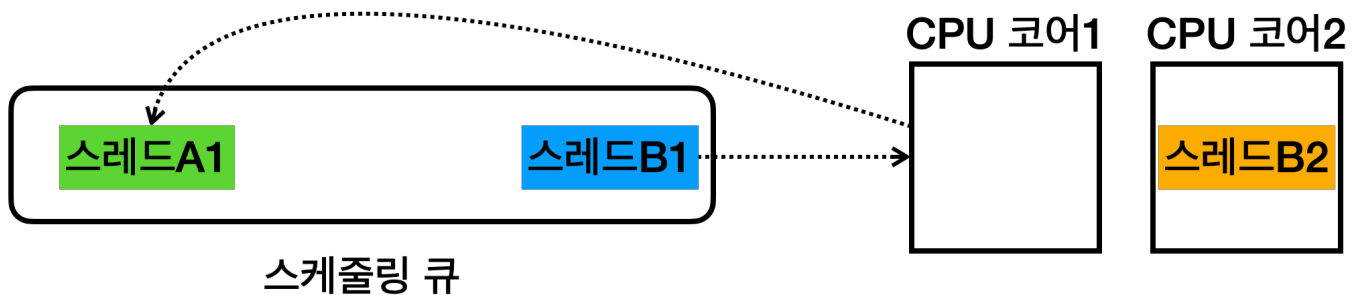 CPU 코어1
CPU 코어2
스레드A1
스레드B1
스레드B2
스케줄링 큐